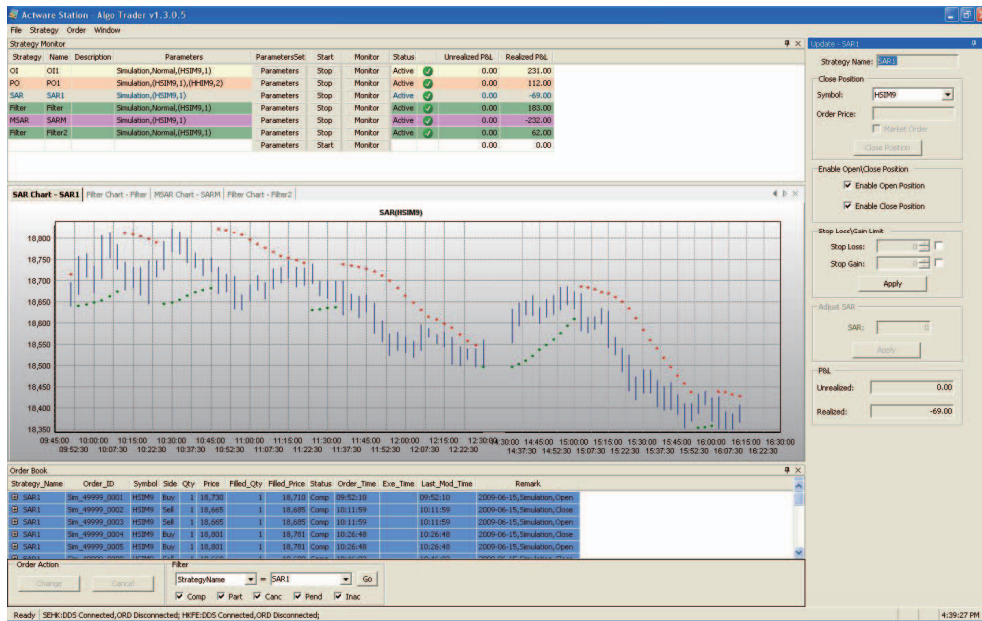 Actware Station - Algo Trader v1.3.0.5
File Strategy Order Window
Strategy Monitor
Strategy Name Description Parameters ParametersSet Start Monitor Status Unrealized P&L Realized P&L
OI OI1 Simulation,Normal,(HSIM9,1) Parameters Stop Monitor Active 0.00 231.00
PO PO1 Simulation,(HSIM9,1),(HHIM9,2) Parameters Stop Monitor Active 0.00 112.00
SAR SAR1 Simulation,(HSIM9,1) Parameters Stop Monitor Active 0.00 -69.00
Filter Filter Simulation,Normal,(HSIM9,1) Parameters Stop Monitor Active 0.00 183.00
MSAR SARM Simulation,(HSIM9,1) Parameters Stop Monitor Active 0.00 -232.00
Filter Filter2 Simulation,Normal,(HSIM9,1) Parameters Stop Monitor Active 0.00 62.00
Parameters Start Monitor 0.00 0.00
SAR Chart - SAR1 Filter Chart - Filter MSAR Chart - SARM Filter Chart - Filter2
SAR(HSIM9)
18,800
18,750
18,700
18,650
18,600
18,550
18,500
18,450
18,400
18,350
09:45:00 10:00:00 10:15:00 10:30:00 10:45:00 11:00:00 11:15:00 11:30:00 11:45:00 12:00:00 12:15:00 12:30:00 14:30:00 14:45:00 15:00:00 15:15:00 15:30:00 15:45:00 16:00:00 16:15:00 16:30:00
09:52:30 10:07:30 10:22:30 10:37:30 10:52:30 11:07:30 11:22:30 11:37:30 11:52:30 12:07:30 12:22:30 14:37:30 14:52:30 15:07:30 15:22:30 15:37:30 15:52:30 16:07:30 16:22:30
Order Book
Strategy_Name Order_ID Symbol Side Qty Price Filled_Qty Filled_Price Status Order_Time Exe_Time Last_Mod_Time Remark
SAR1 Sim_49999_0001 HSIM9 Buy 1 18,730 1 18,710 Comp 09:52:10 09:52:10 2009-06-15,Simulation,Open
SAR1 Sim_49999_0002 HSIM9 Sell 1 18,665 1 18,685 Comp 10:11:59 10:11:59 2009-06-15,Simulation,Close
SAR1 Sim_49999_0003 HSIM9 Sell 1 18,665 1 18,685 Comp 10:11:59 10:11:59 2009-06-15,Simulation,Open
SAR1 Sim_49999_0004 HSIM9 Buy 1 18,801 1 18,781 Comp 10:26:48 10:26:48 2009-06-15,Simulation,Close
SAR1 Sim_49999_0005 HSIM9 Buy 1 18,801 1 18,781 Comp 10:26:48 10:26:48 2009-06-15,Simulation,Open
Order Action
Change Cancel
Filter
StrategyName = SAR1 Go
Comp Part Canc Pend Inac
Ready SEHK:DDS Connected,ORD Disconnected; HKFE:DDS Connected,ORD Disconnected; 4:39:27 PM
Update - SAR1
Strategy Name: SAR1
Close Position
Symbol: HSIM9
Order Price:
Market Order
Close Position
Enable Open\Close Position
Enable Open Position
Enable Close Position
Stop Loss\Gain Limit
Stop Loss: 0
Stop Gain: 0
Apply
Adjust SAR
SAR: 0
Apply
P&L
Unrealized: 0.00
Realized: -69.00